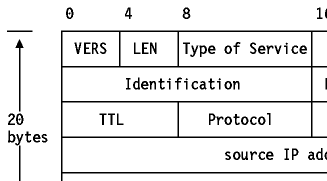 0 4 8
VERS LEN Type of Service
Identification
20
bytes
TTL Protocol
source IP